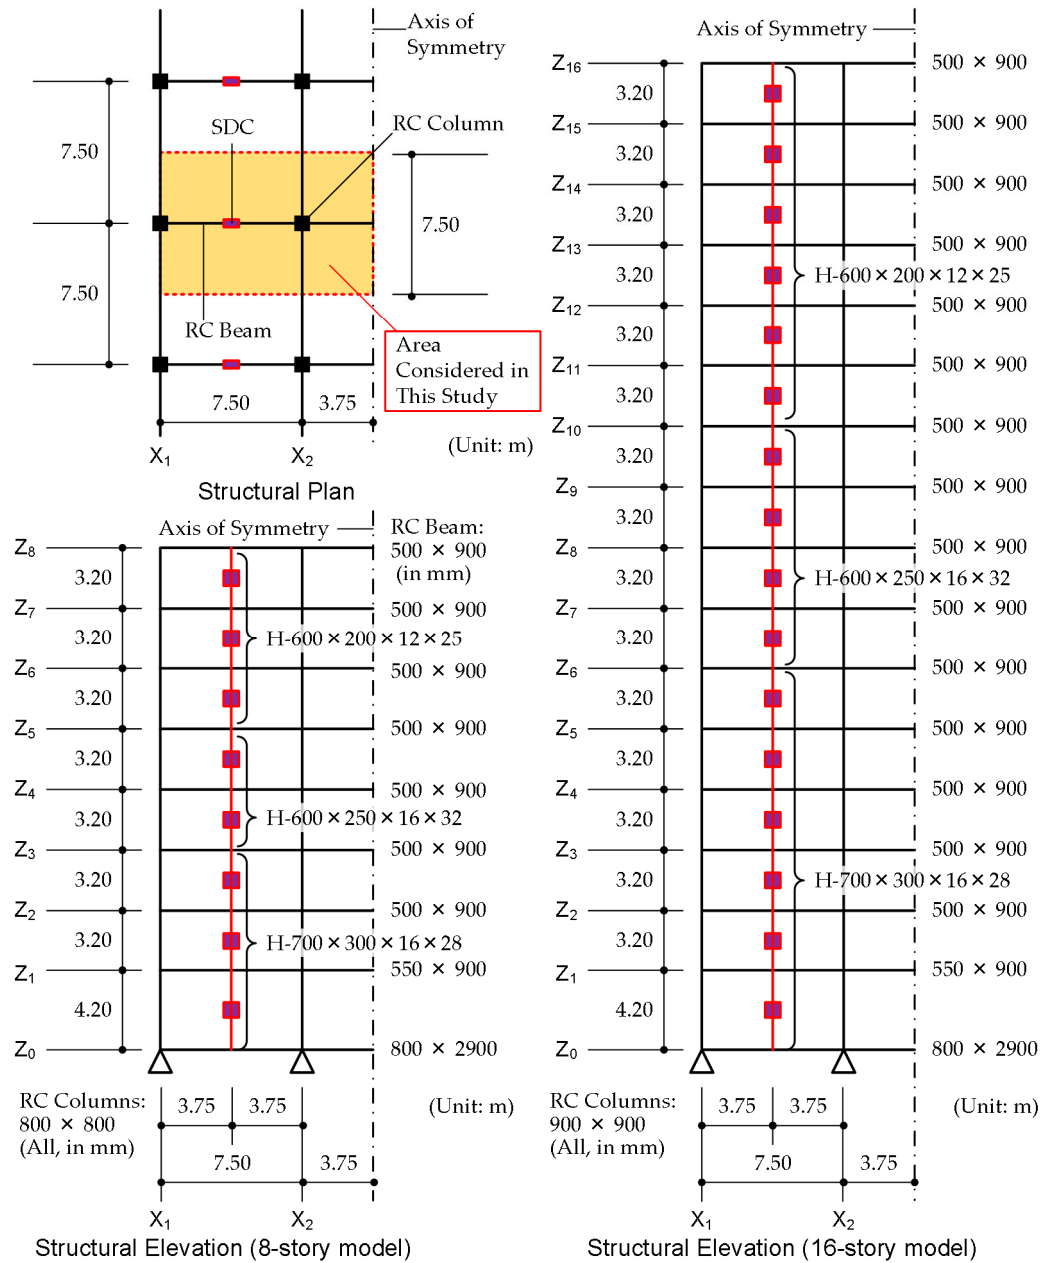 Axis of
Symmetry
SDC
RC Column
7.50
7.50
7.50
RC Beam
Area
Considered in
This Study
7.50
3.75
(Unit: m)
X1
X2
Structural Plan
Axis of Symmetry
RC Beam:
Z8
500 × 900
(in mm)
3.20
Z7
500 × 900
3.20
H-600×200×12×25
Z6
500 × 900
3.20
Z5
500 × 900
3.20
Z4
500 × 900
3.20
H-600×250×16×32
Z3
500 × 900
3.20
Z2
500 × 900
3.20
H-700×300×16×28
Z1
550 × 900
4.20
Z0
800 × 2900
RC Columns:
800 × 800
(All, in mm)
3.75
3.75
(Unit: m)
7.50
3.75
X1
X2
Structural Elevation (8-story model)
Axis of Symmetry
Z16
500 × 900
3.20
Z15
500 × 900
3.20
Z14
500 × 900
3.20
Z13
500 × 900
3.20
H-600×200×12×25
Z12
500 × 900
3.20
Z11
500 × 900
3.20
Z10
500 × 900
3.20
Z9
500 × 900
3.20
Z8
500 × 900
3.20
H-600×250×16×32
Z7
500 × 900
3.20
Z6
500 × 900
3.20
Z5
500 × 900
3.20
Z4
500 × 900
3.20
Z3
500 × 900
3.20
H-700×300×16×28
Z2
500 × 900
3.20
Z1
550 × 900
4.20
Z0
800 × 2900
RC Columns:
900 × 900
(All, in mm)
3.75
3.75
(Unit: m)
7.50
3.75
X1
X2
Structural Elevation (16-story model)